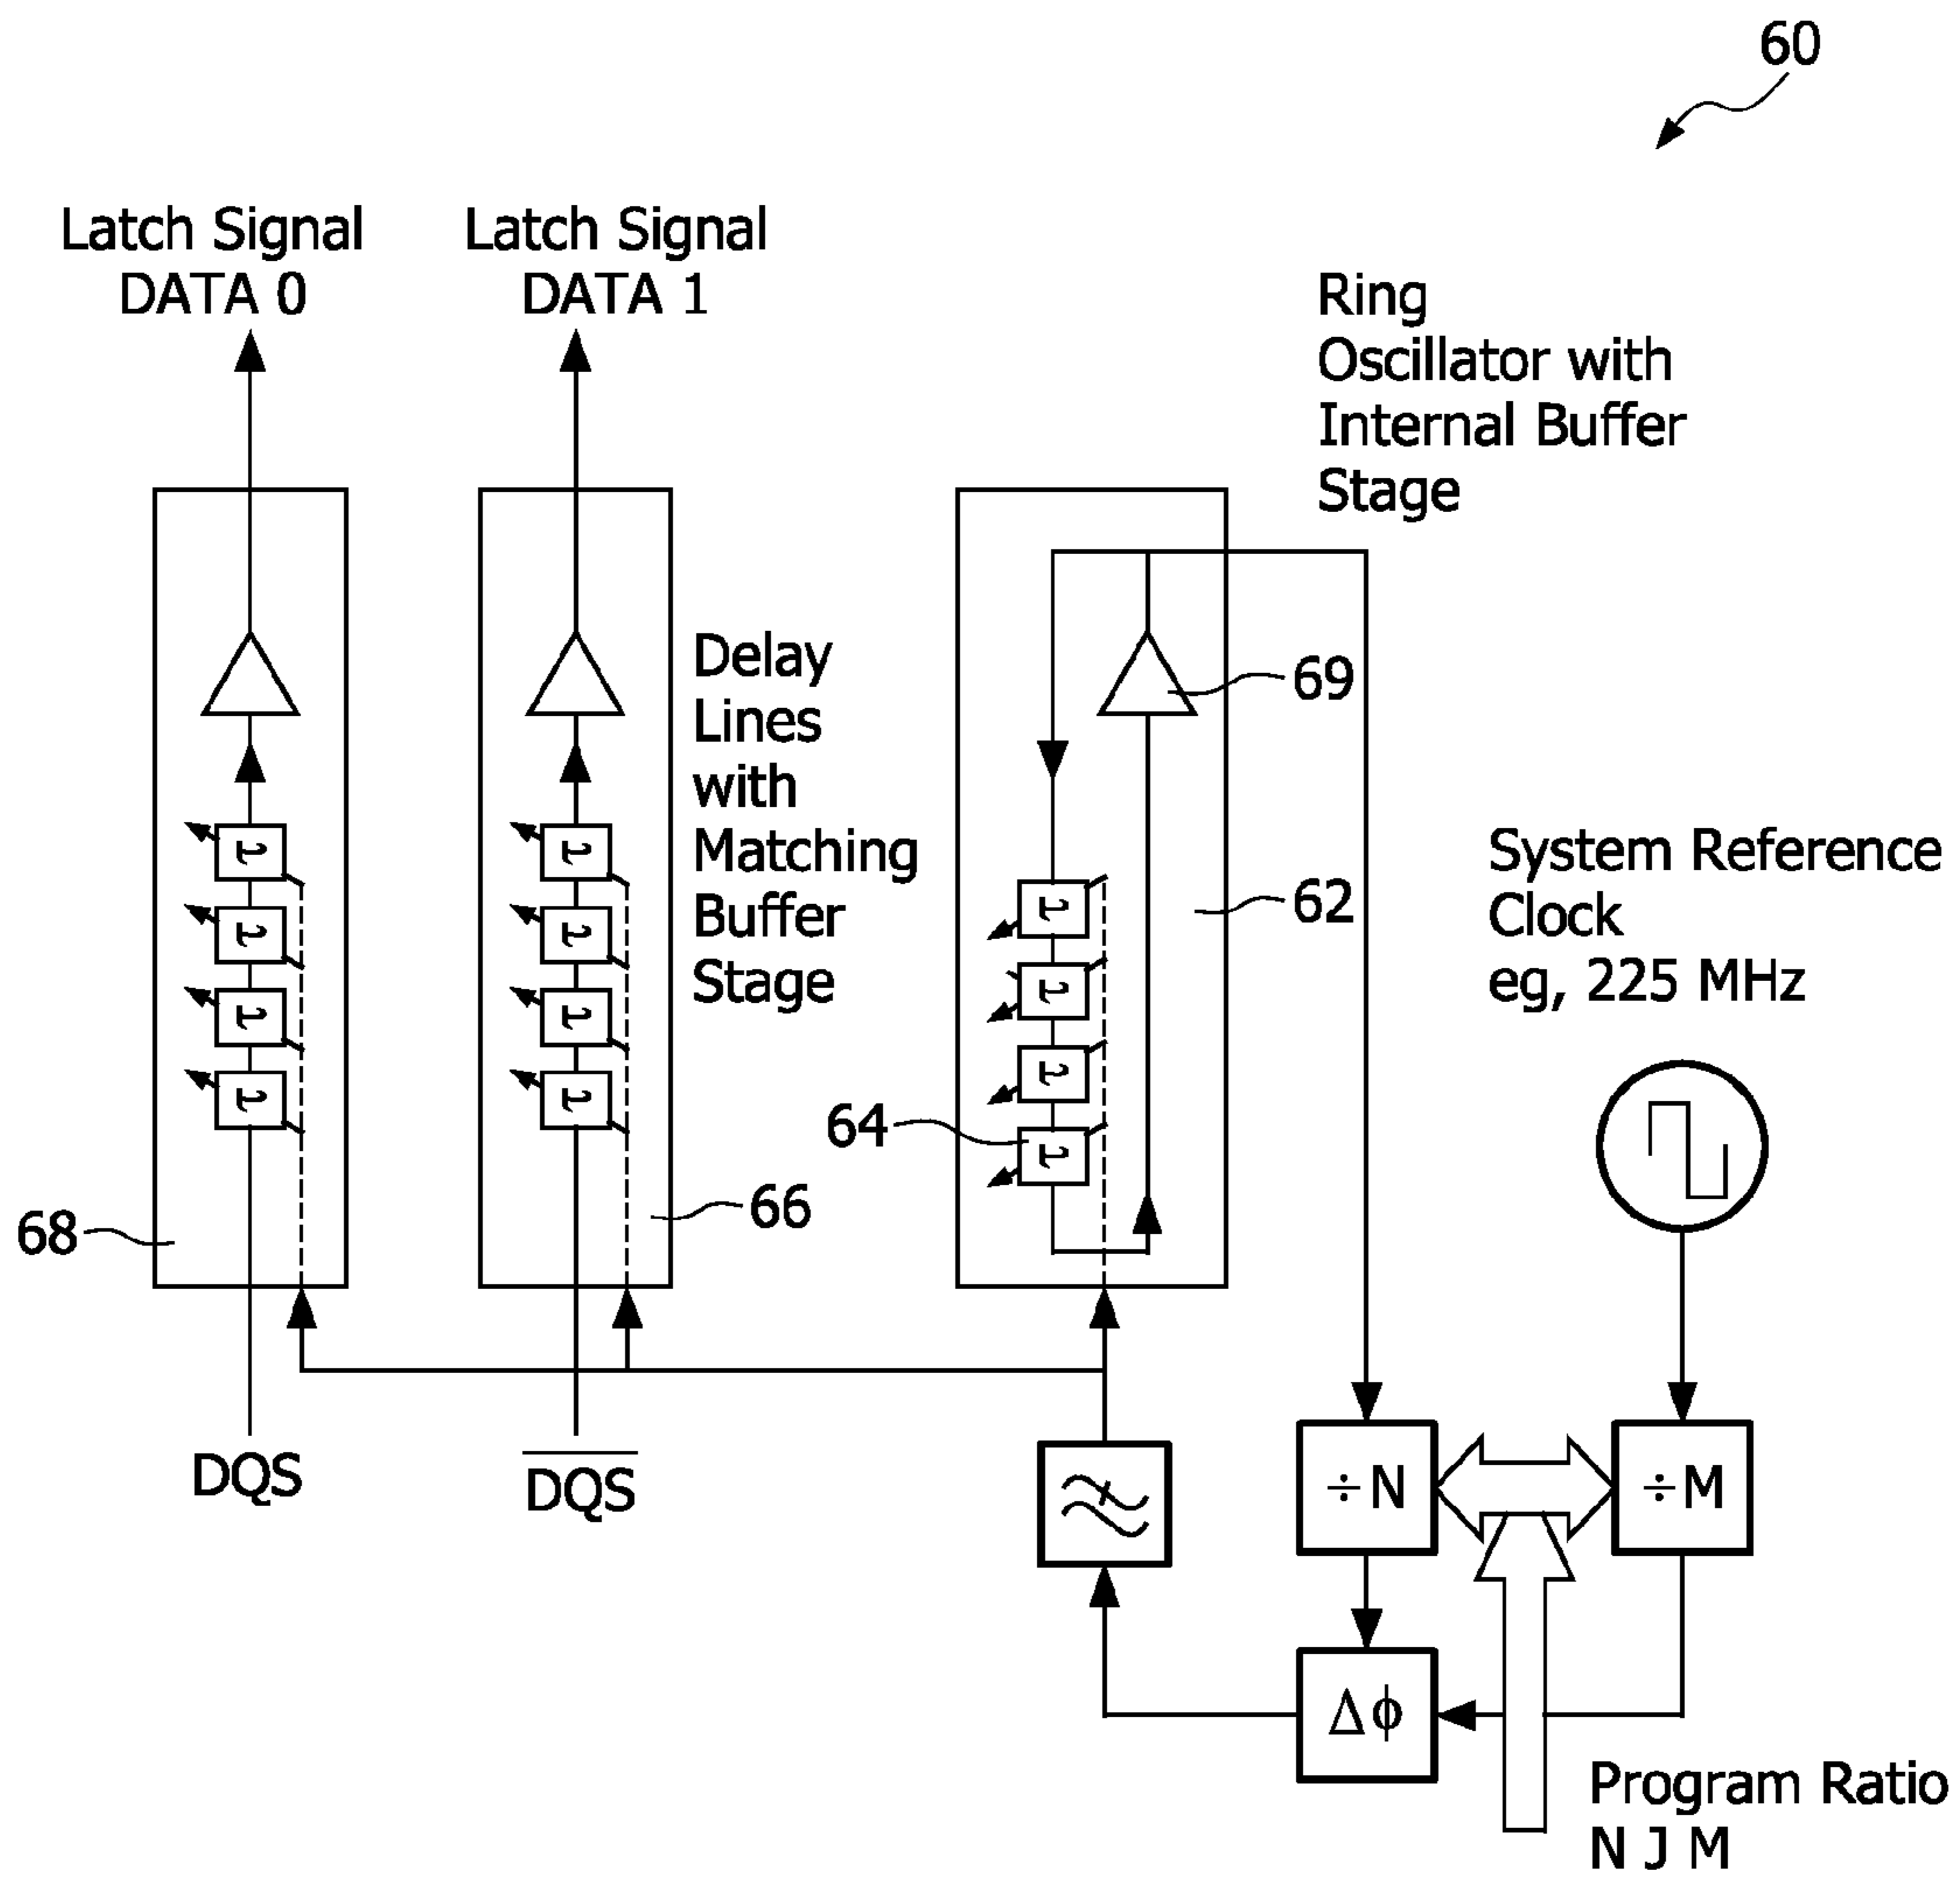 60
Latch Signal
DATA 0
Latch Signal
DATA 1
Ring
Oscillator with
Internal Buffer
Stage
Delay
Lines
with
Matching
Buffer
Stage
69
62
System Reference
Clock
eg, 225 MHz
τ
τ
τ
τ
τ
τ
τ
τ
τ
τ
τ
τ
64
66
68
DQS
D̅Q̅S̅
÷N
÷M
Δϕ
Program Ratio
N J M